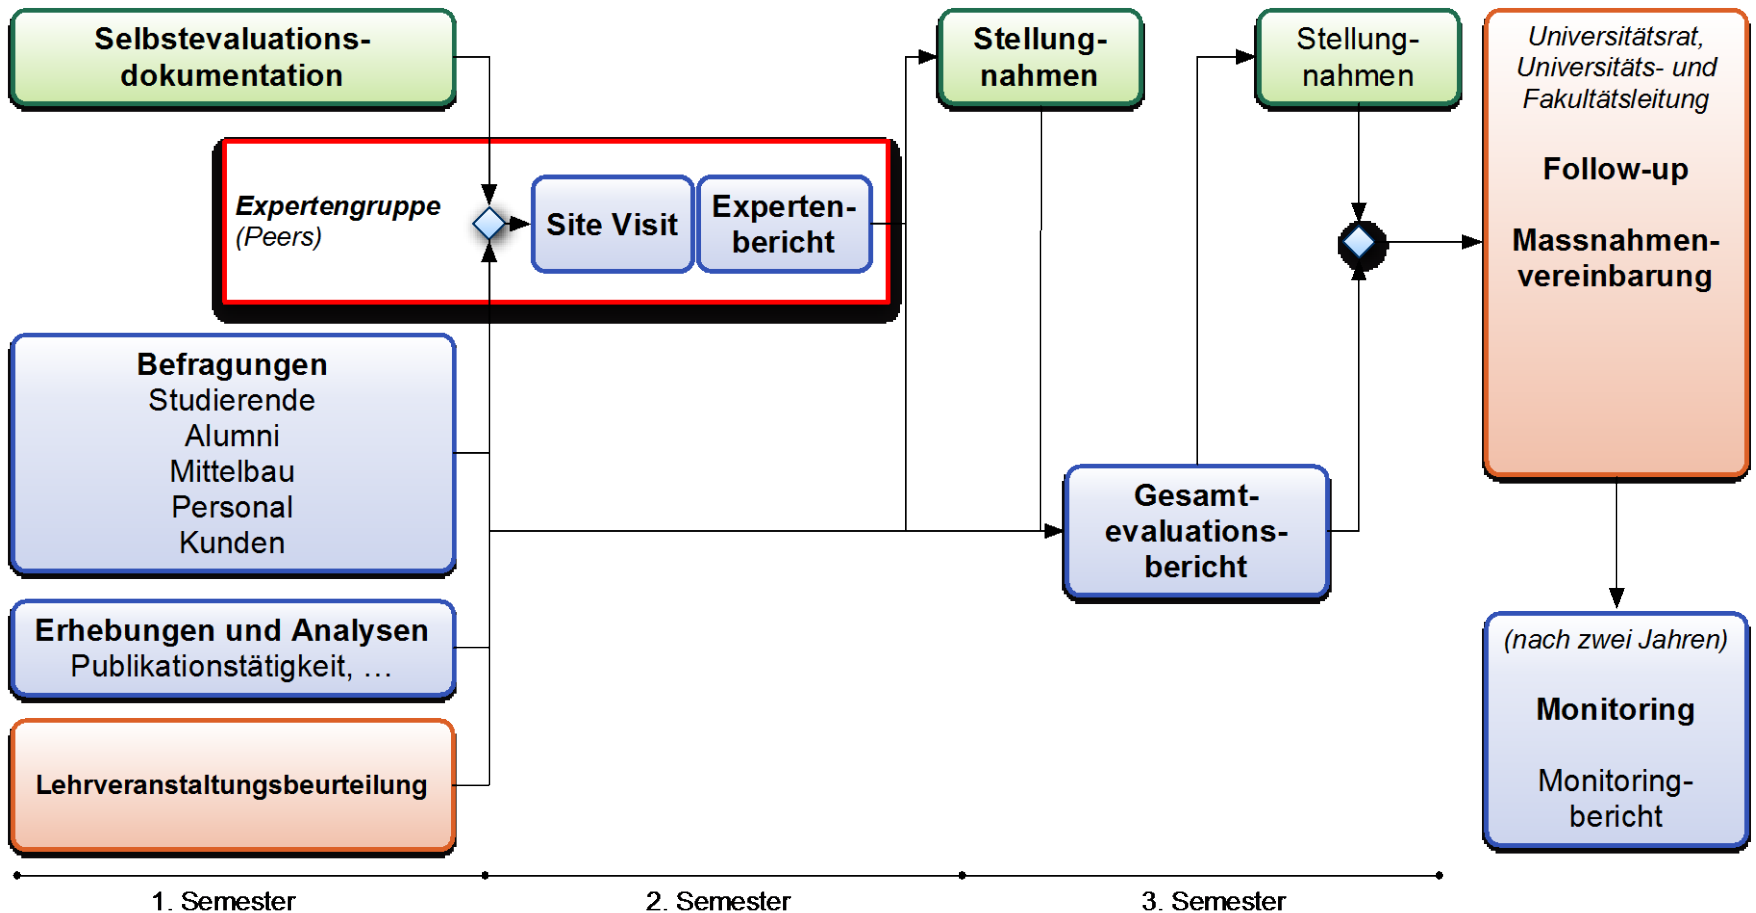 Selbstevaluations-
dokumentation
Stellung-
nahmen
Stellung-
nahmen
Universitätsrat,
Universitäts- und
Fakultätsleitung
Follow-up
Massnahmen-
vereinbarung
Expertengruppe
(Peers)
Site Visit
Experten-
bericht
Befragungen
Studierende
Alumni
Mittelbau
Personal
Kunden
Gesamt-
evaluations-
bericht
Erhebungen und Analysen
Publikationstätigkeit, …
Lehrveranstaltungsbeurteilung
(nach zwei Jahren)
Monitoring
Monitoring-
bericht
1. Semester
2. Semester
3. Semester